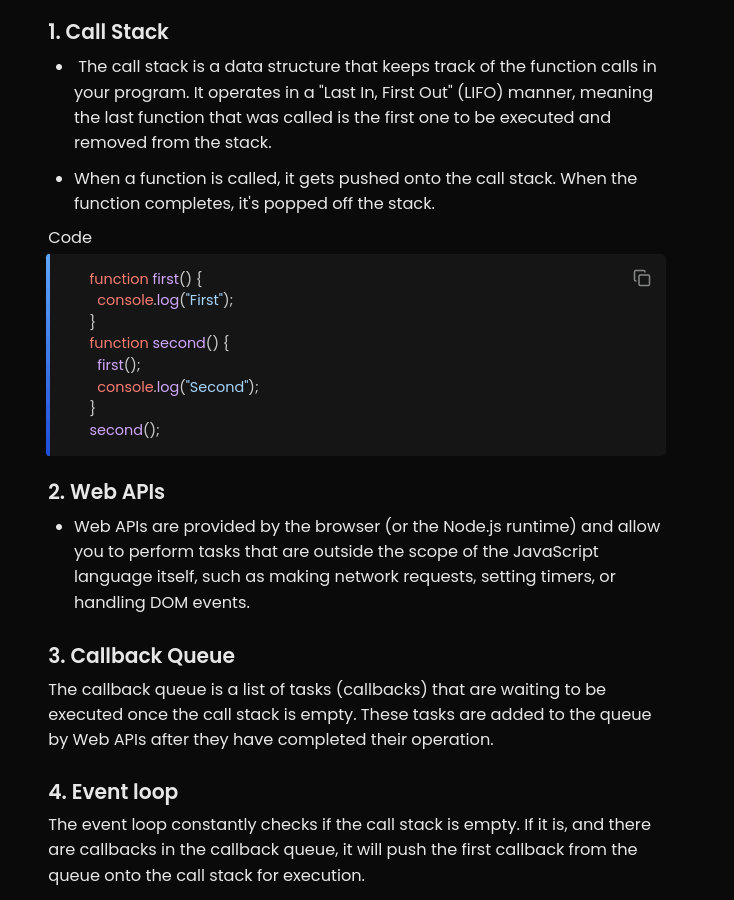 1. Call Stack
The call stack is a data structure that keeps track of the function calls in
your program. It operates in a "Last In, First Out" (LIFO) manner, meaning
the last function that was called is the first one to be executed and
removed from the stack.
When a function is called, it gets pushed onto the call stack. When the
function completes, it's popped off the stack.
Code
function first() {
  console.log("First");
}
function second() {
  first();
  console.log("Second");
}
second();
2. Web APIs
Web APIs are provided by the browser (or the Node.js runtime) and allow
you to perform tasks that are outside the scope of the JavaScript
language itself, such as making network requests, setting timers, or
handling DOM events.
3. Callback Queue
The callback queue is a list of tasks (callbacks) that are waiting to be
executed once the call stack is empty. These tasks are added to the queue
by Web APIs after they have completed their operation.
4. Event loop
The event loop constantly checks if the call stack is empty. If it is, and there
are callbacks in the callback queue, it will push the first callback from the
queue onto the call stack for execution.